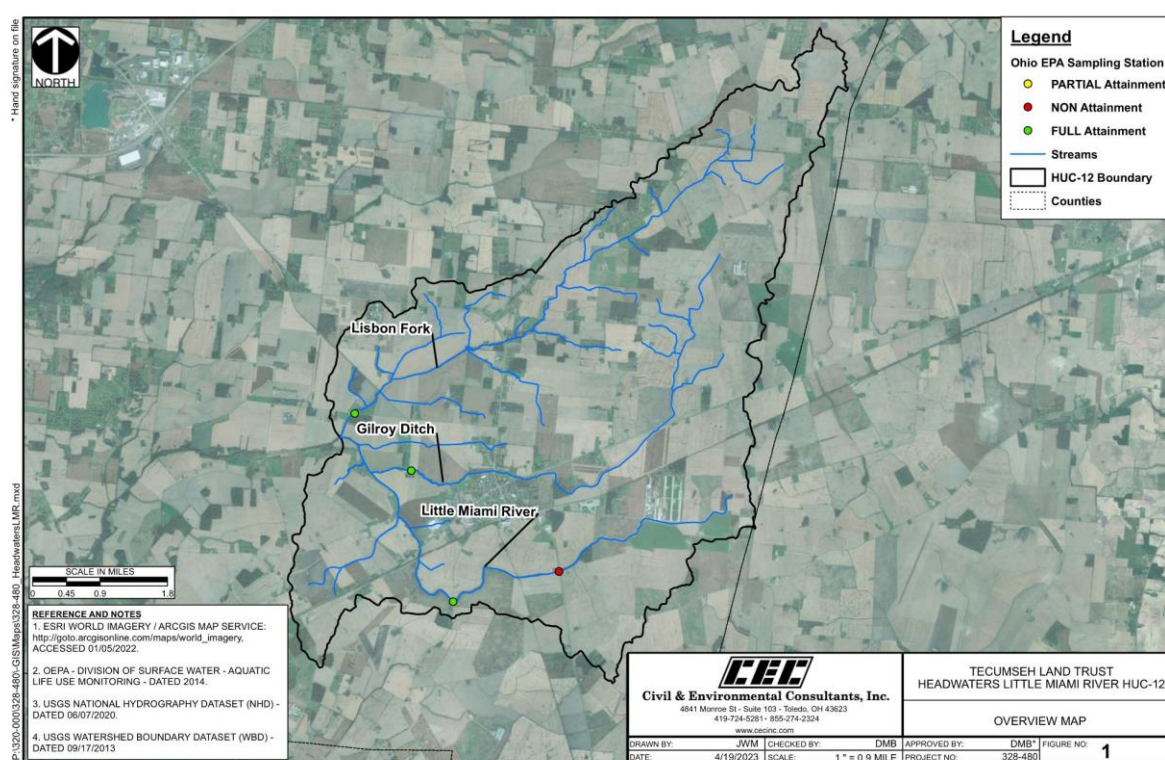 * Hand signature on file
NORTH
Legend
Ohio EPA Sampling Station
PARTIAL Attainment
NON Attainment
FULL Attainment
Streams
HUC-12 Boundary
Counties
Lisbon Fork
Gilroy Ditch
Little Miami River
SCALE IN MILES
0 0.45 0.9 1.8
REFERENCE AND NOTES
1. ESRI WORLD IMAGERY / ARCGIS MAP SERVICE:
http://goto.arcgisonline.com/maps/world_imagery,
ACCESSED 01/05/2022.
2. OEPA - DIVISION OF SURFACE WATER - AQUATIC
LIFE USE MONITORING - DATED 2014.
3. USGS NATIONAL HYDROGRAPHY DATASET (NHD) -
DATED 06/07/2020.
4. USGS WATERSHED BOUNDARY DATASET (WBD) -
DATED 09/17/2013
P:\320-000\328-480\-GIS\Maps\328-480_HeadwatersLMR.mxd
CEC
Civil & Environmental Consultants, Inc.
4841 Monroe St - Suite 103 - Toledo, OH 43623
419-724-5281 · 855-274-2324
www.cecinc.com
TECUMSEH LAND TRUST
HEADWATERS LITTLE MIAMI RIVER HUC-12
OVERVIEW MAP
DRAWN BY: JWM CHECKED BY: DMB APPROVED BY: DMB* FIGURE NO: 1
DATE: 4/19/2023 SCALE: 1 " = 0.9 MILE PROJECT NO: 328-480